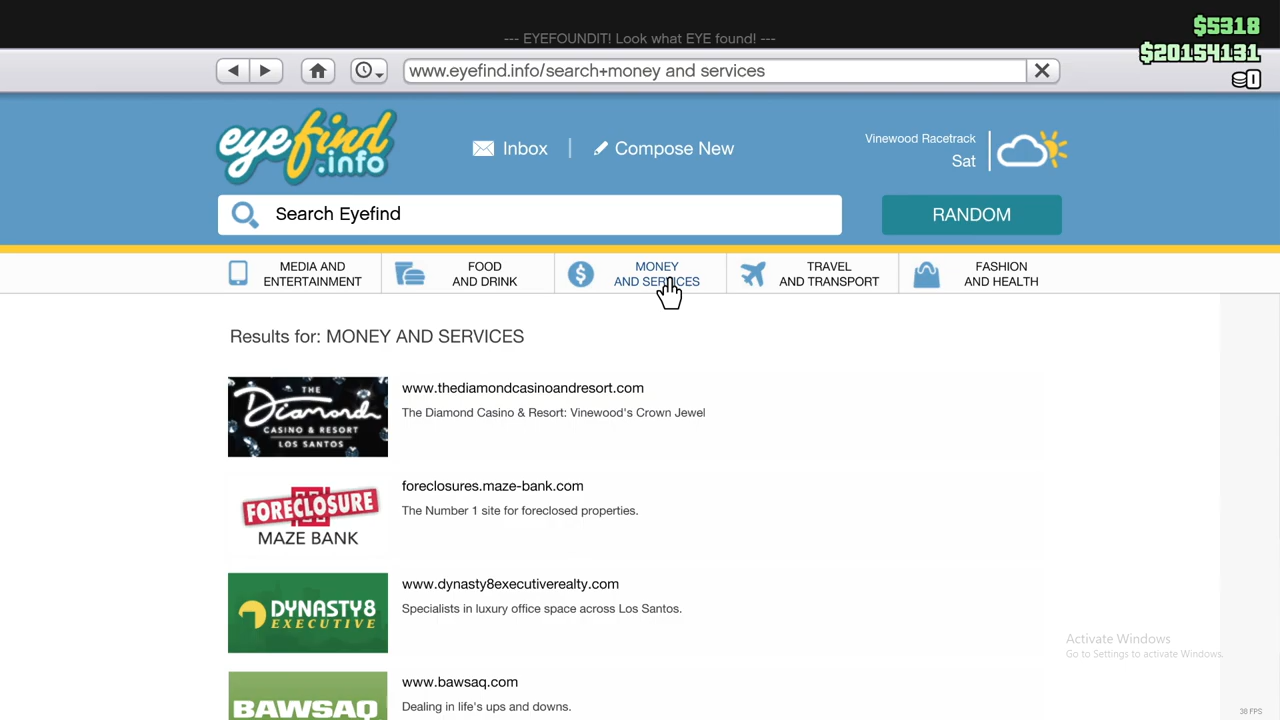 $5318
--- EYEFOUNDIT! Look what EYE found! ---
$20154131
www.eyefind.info/search+money and services
0
eyefind
.info
Inbox
Compose New
Vinewood Racetrack
Sat
Search Eyefind
RANDOM
MEDIA AND
ENTERTAINMENT
FOOD
AND DRINK
MONEY
AND SERVICES
TRAVEL
AND TRANSPORT
FASHION
AND HEALTH
Results for: MONEY AND SERVICES
THE
Diamond
CASINO & RESORT
LOS SANTOS
www.thediamondcasinoandresort.com
The Diamond Casino & Resort: Vinewood's Crown Jewel
FORECLOSURE
MAZE BANK
foreclosures.maze-bank.com
The Number 1 site for foreclosed properties.
DYNASTY8
EXECUTIVE
www.dynasty8executiverealty.com
Specialists in luxury office space across Los Santos.
BAWSAQ
www.bawsaq.com
Dealing in life's ups and downs.
Activate Windows
Go to Settings to activate Windows.
38 FPS